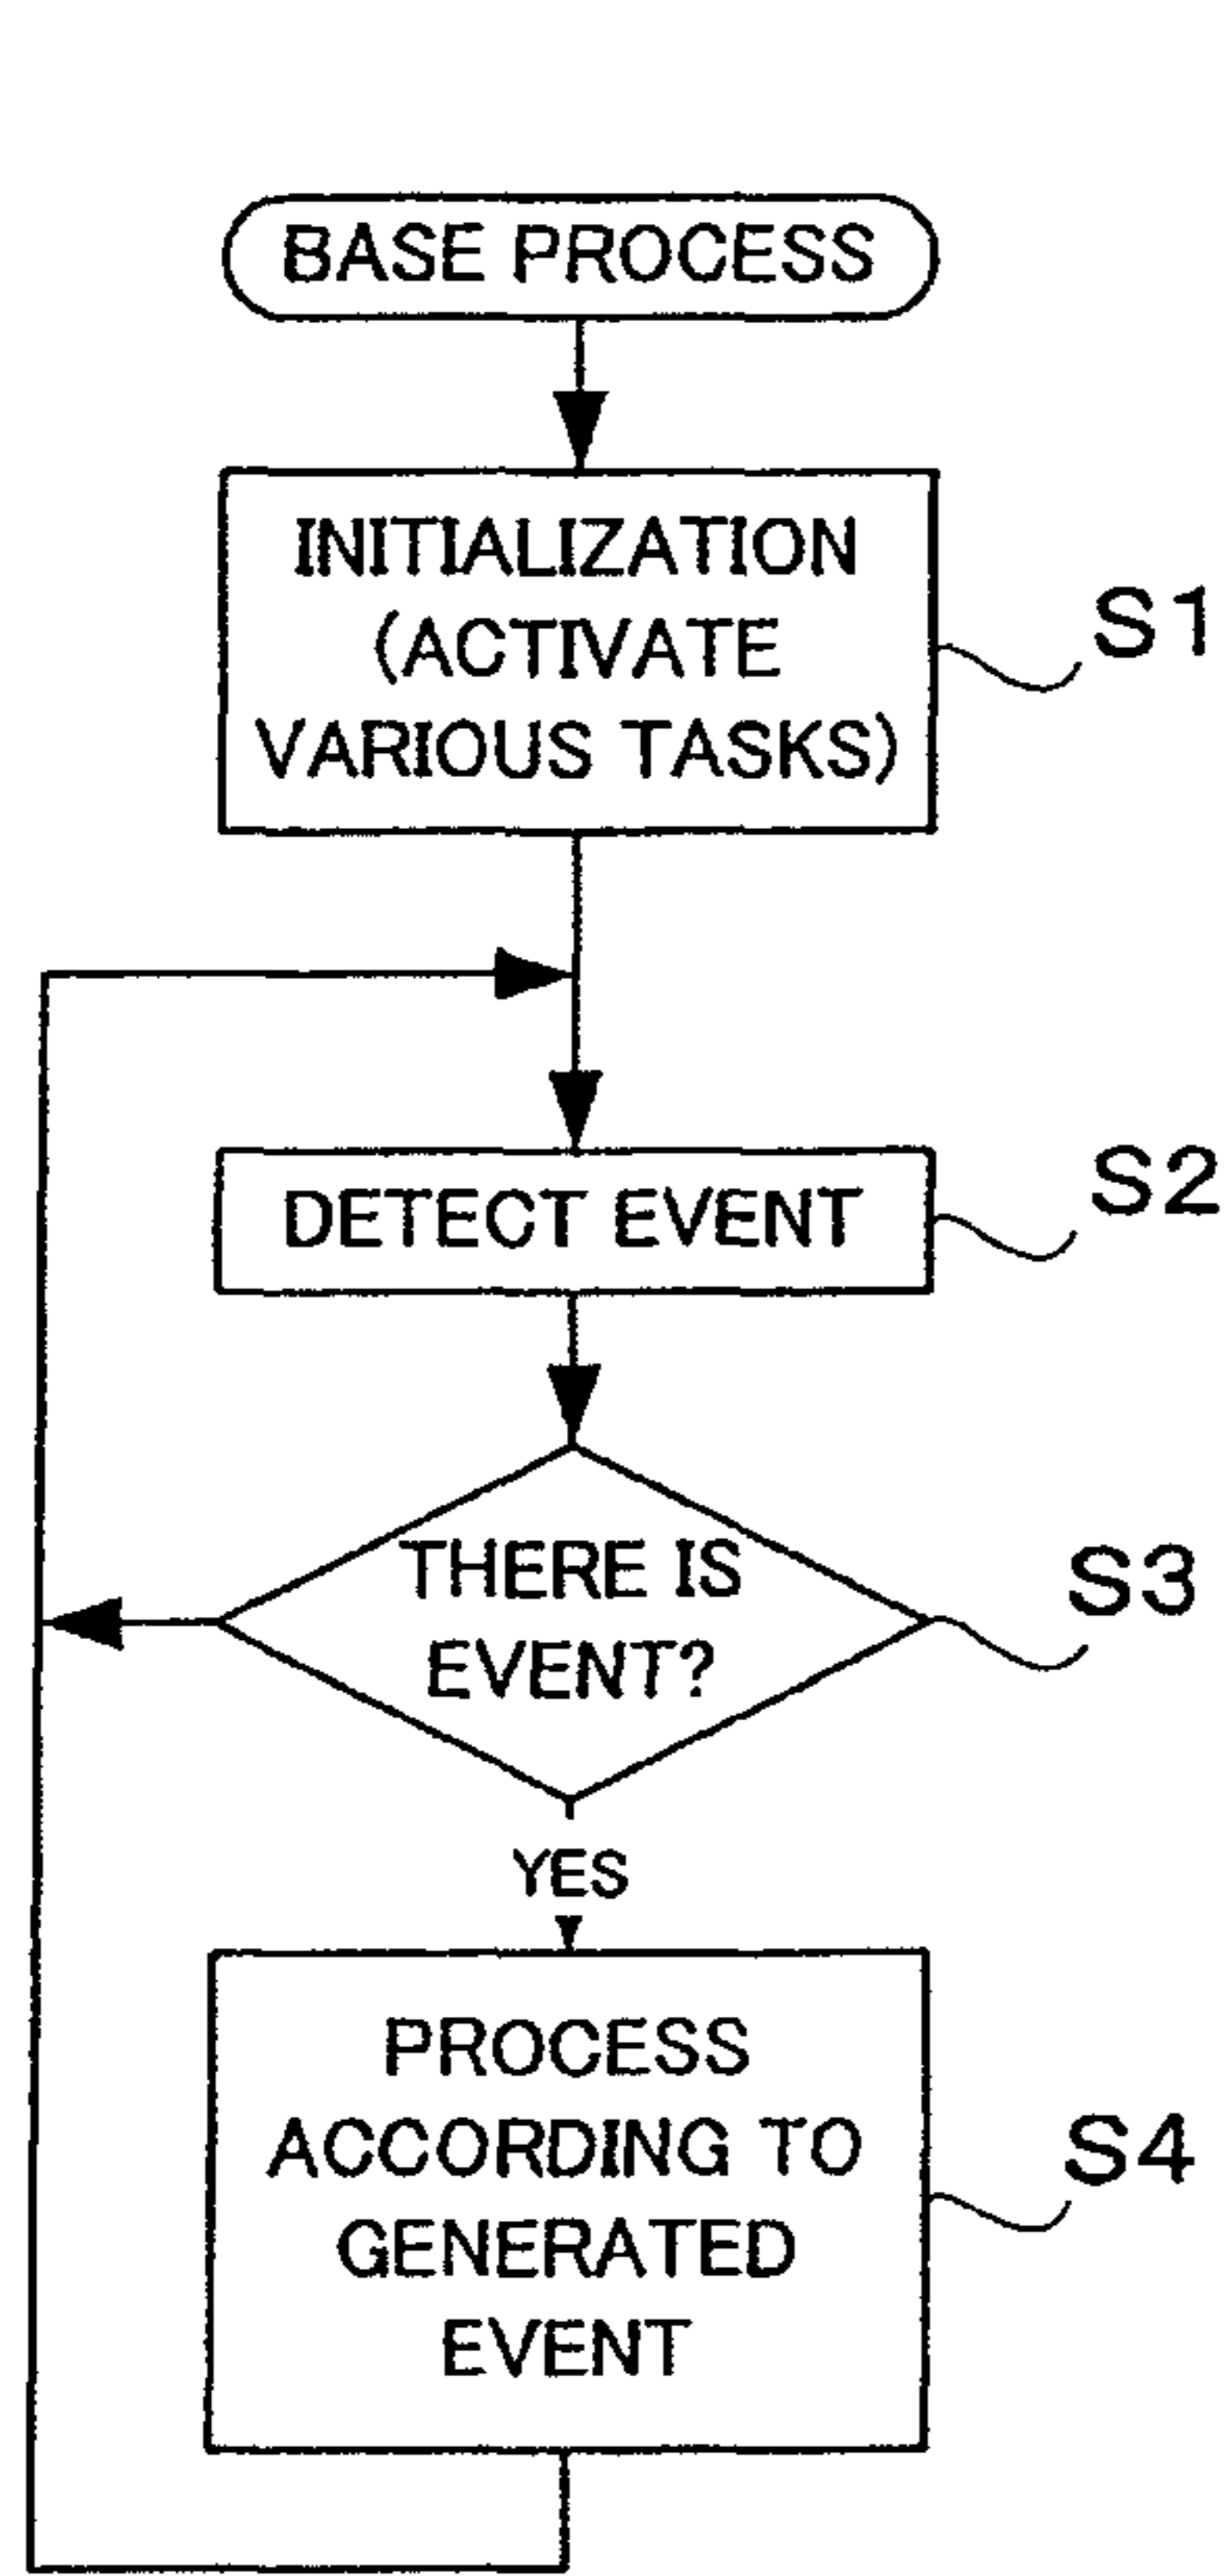 BASE PROCESS
INITIALIZATION
(ACTIVATE
VARIOUS TASKS)
S1
DETECT EVENT
S2
THERE IS
EVENT?
S3
YES
PROCESS
ACCORDING TO
GENERATED
EVENT
S4